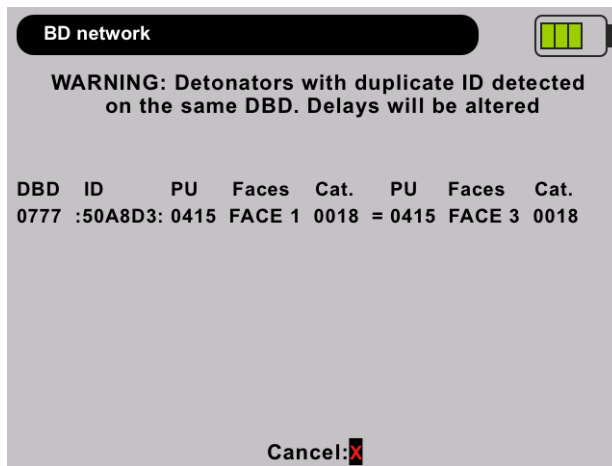 BD network
WARNING: Detonators with duplicate ID detected
on the same DBD. Delays will be altered
DBD ID PU Faces Cat. PU Faces Cat.
0777 :50A8D3: 0415 FACE 1 0018 = 0415 FACE 3 0018
Cancel:X